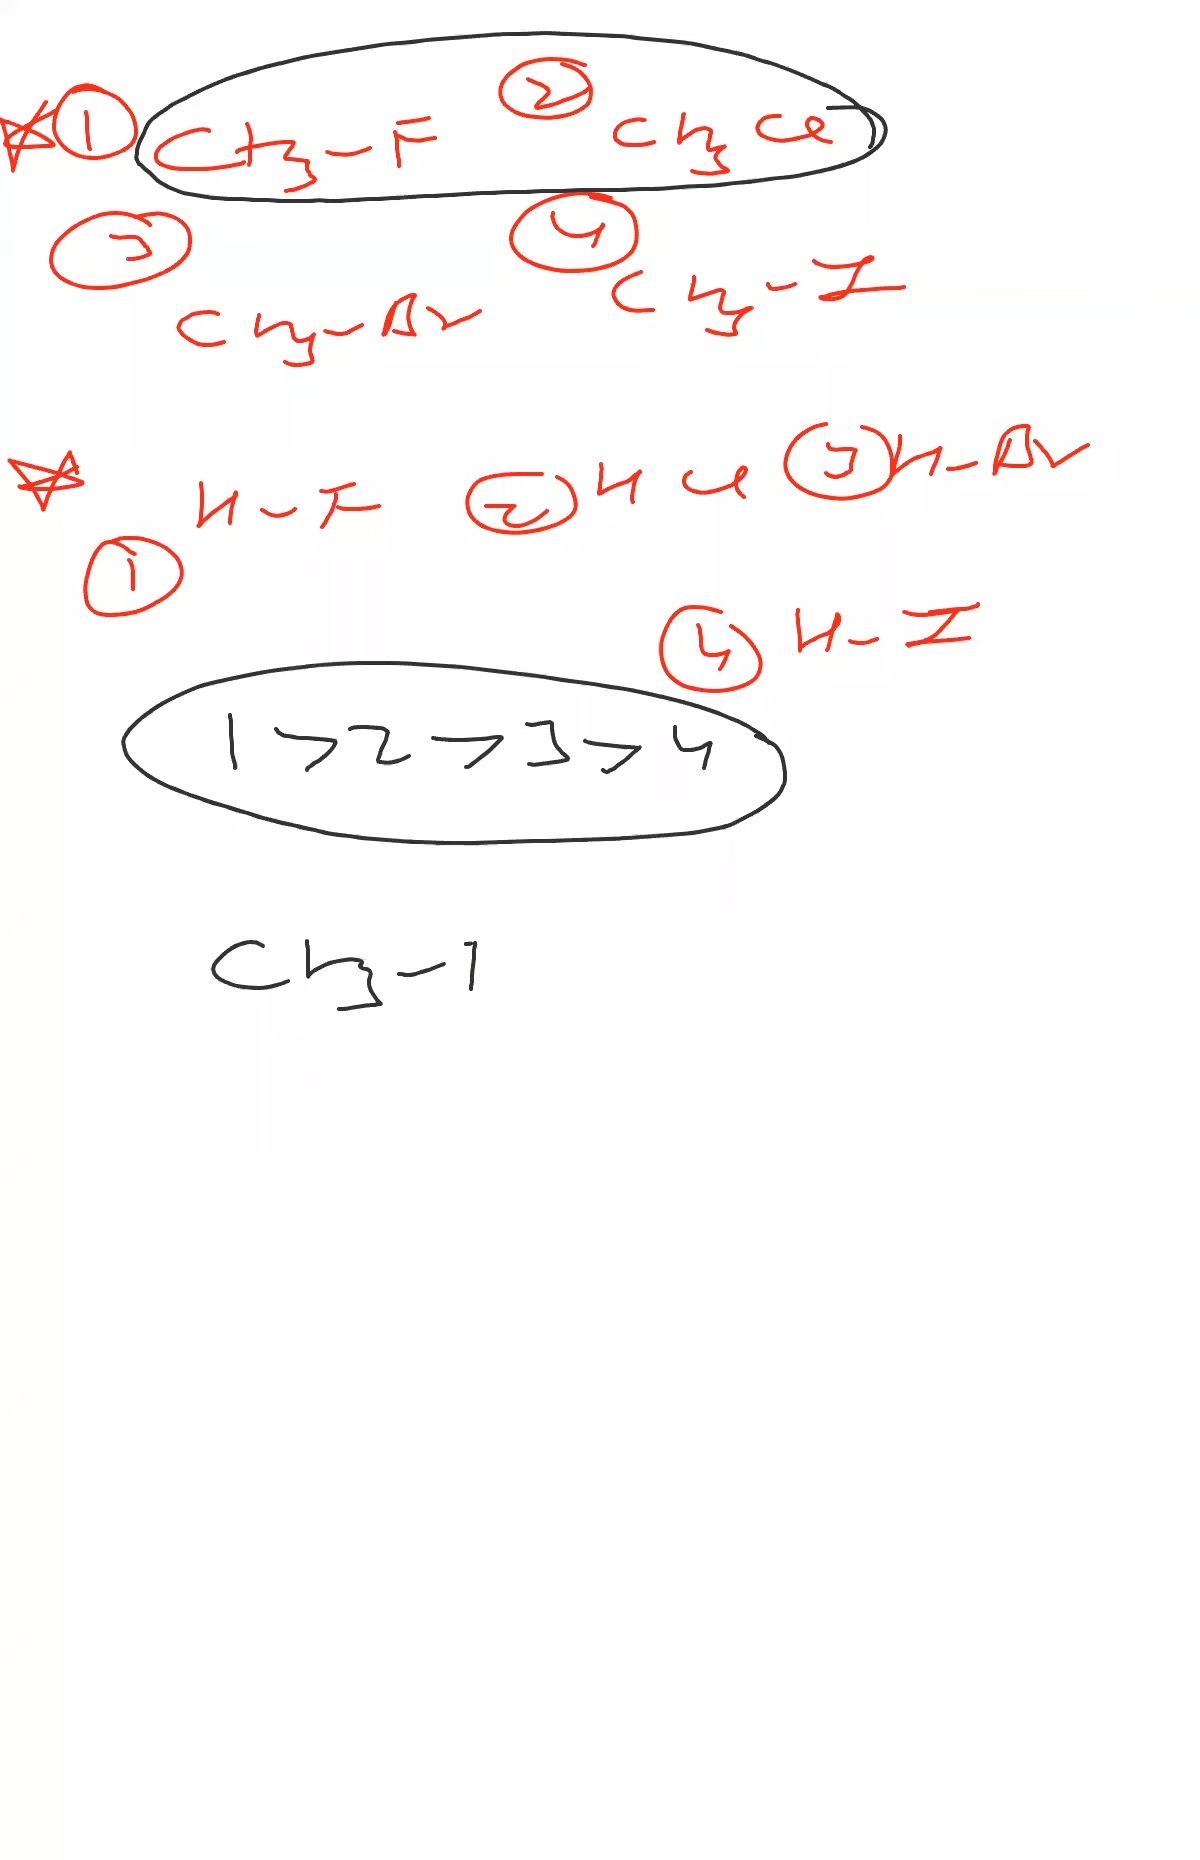 ① CH3-F ② CH3Cl
③ CH3-Br ④ CH3-I
① H-F ② HCl ③ H-Br
④ H-I
1>2>3>4
CH3-1